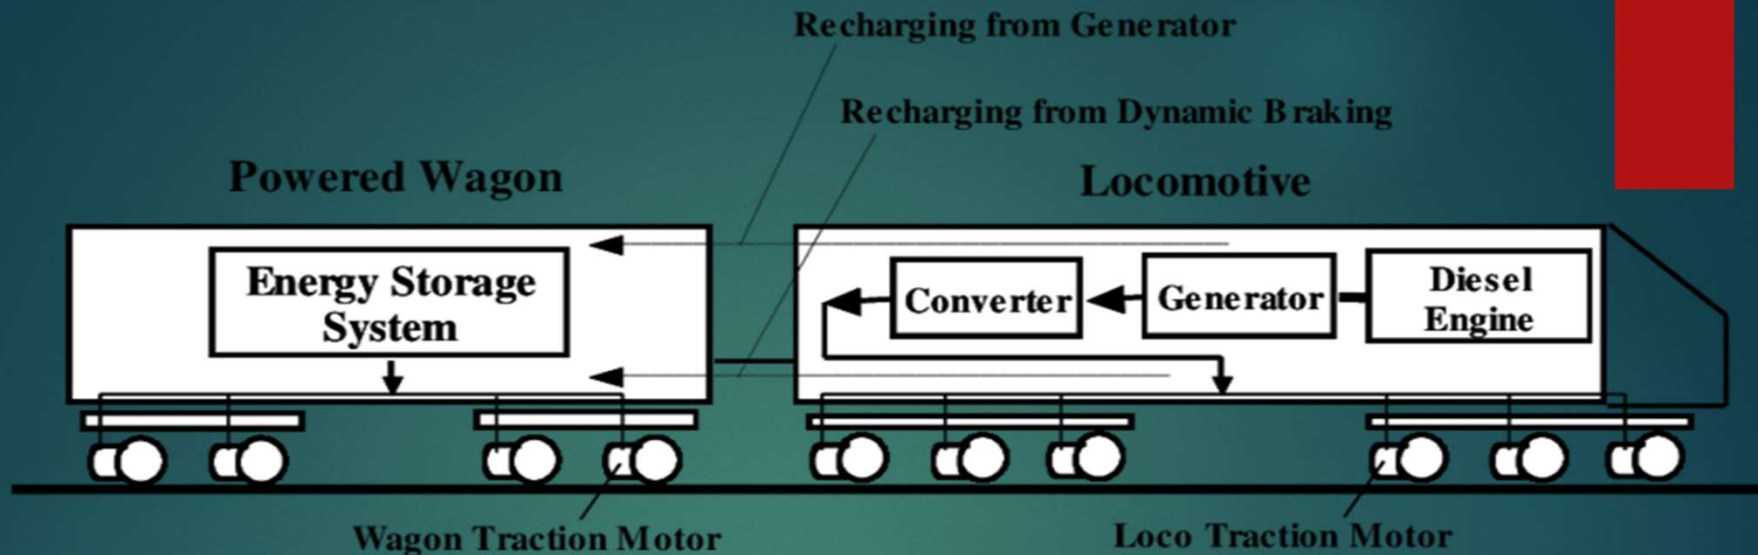 Recharging from Generator
Recharging from Dynamic Braking
Powered Wagon
Locomotive
Energy Storage
System
Converter
Generator
Diesel
Engine
Wagon Traction Motor
Loco Traction Motor